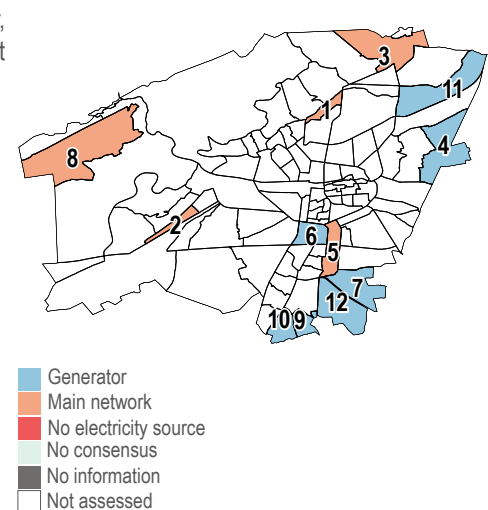 t
3
11
1
4
8
2
6
5
7
12
10 9
Generator
Main network
No electricity source
No consensus
No information
Not assessed